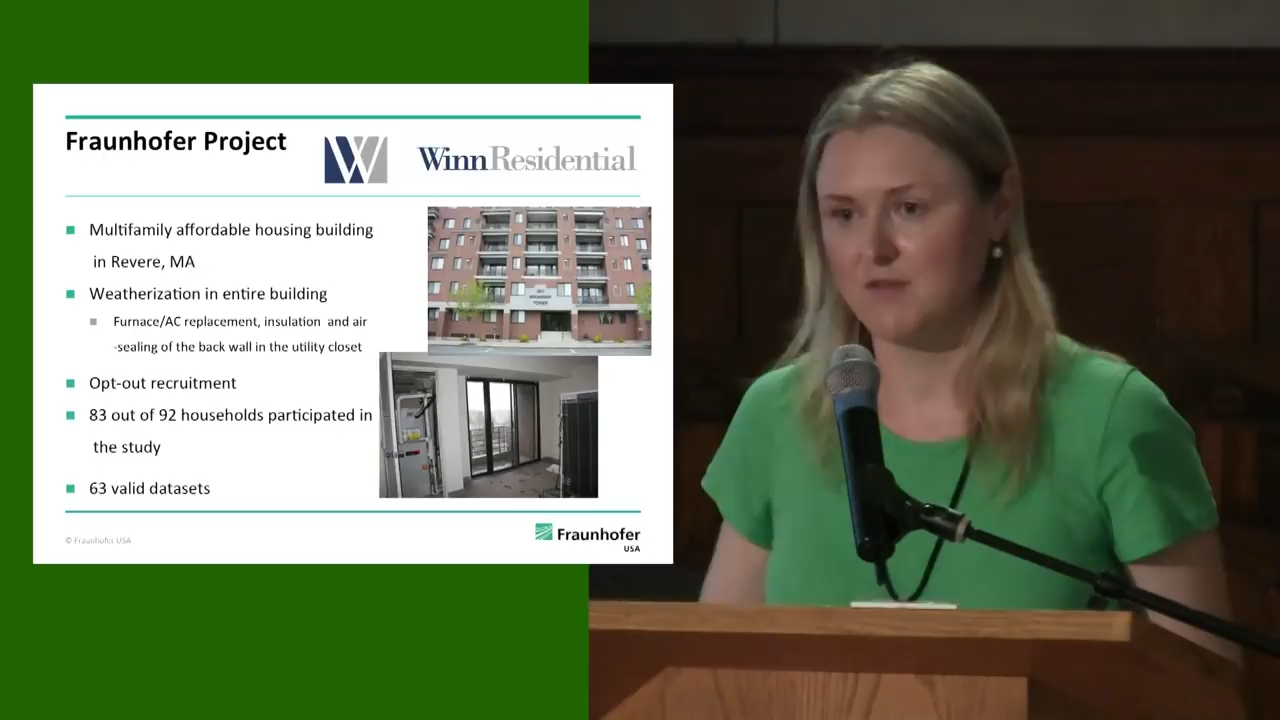 Fraunhofer Project
W
WinnResidential
Multifamily affordable housing building
in Revere, MA
Weatherization in entire building
Furnace/AC replacement, insulation and air
-sealing of the back wall in the utility closet
Opt-out recruitment
83 out of 92 households participated in
the study
63 valid datasets
© Fraunhofer USA
Fraunhofer
USA